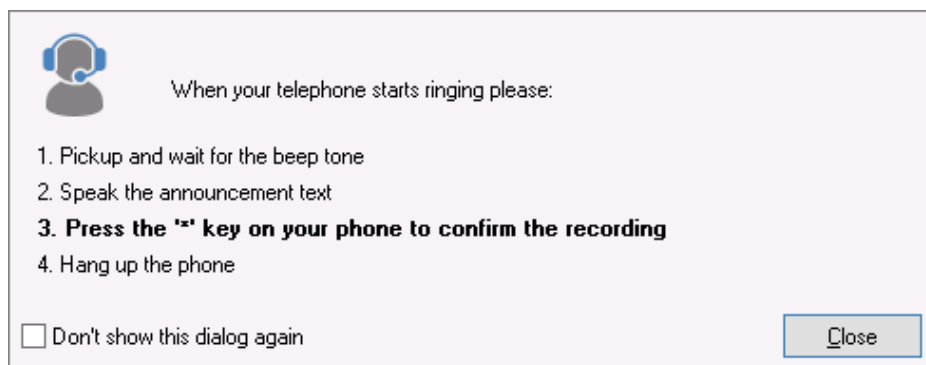 When your telephone starts ringing please:
1. Pickup and wait for the beep tone
2. Speak the announcement text
3. Press the '*' key on your phone to confirm the recording
4. Hang up the phone
Don't show this dialog again
Close